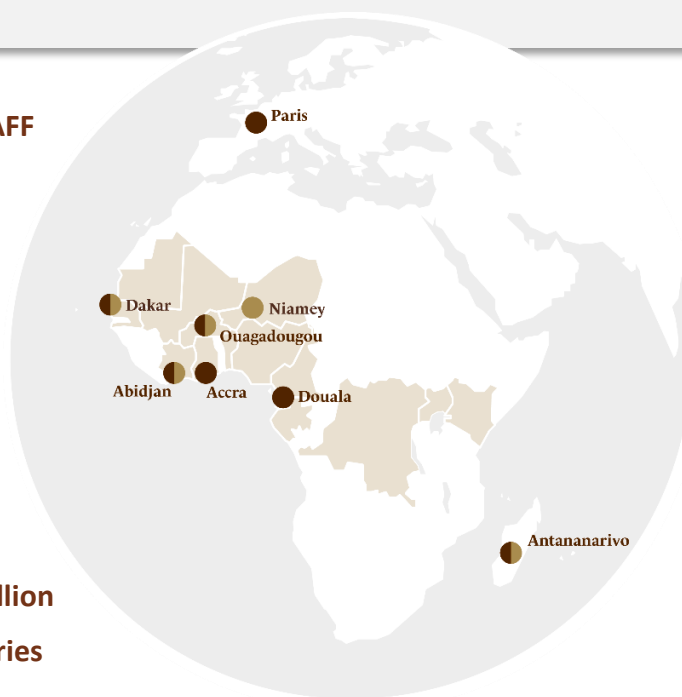 AFF
Paris
Dakar
Niamey
Ouagadougou
Abidjan
Accra
Douala
Antananarivo
llion
ries